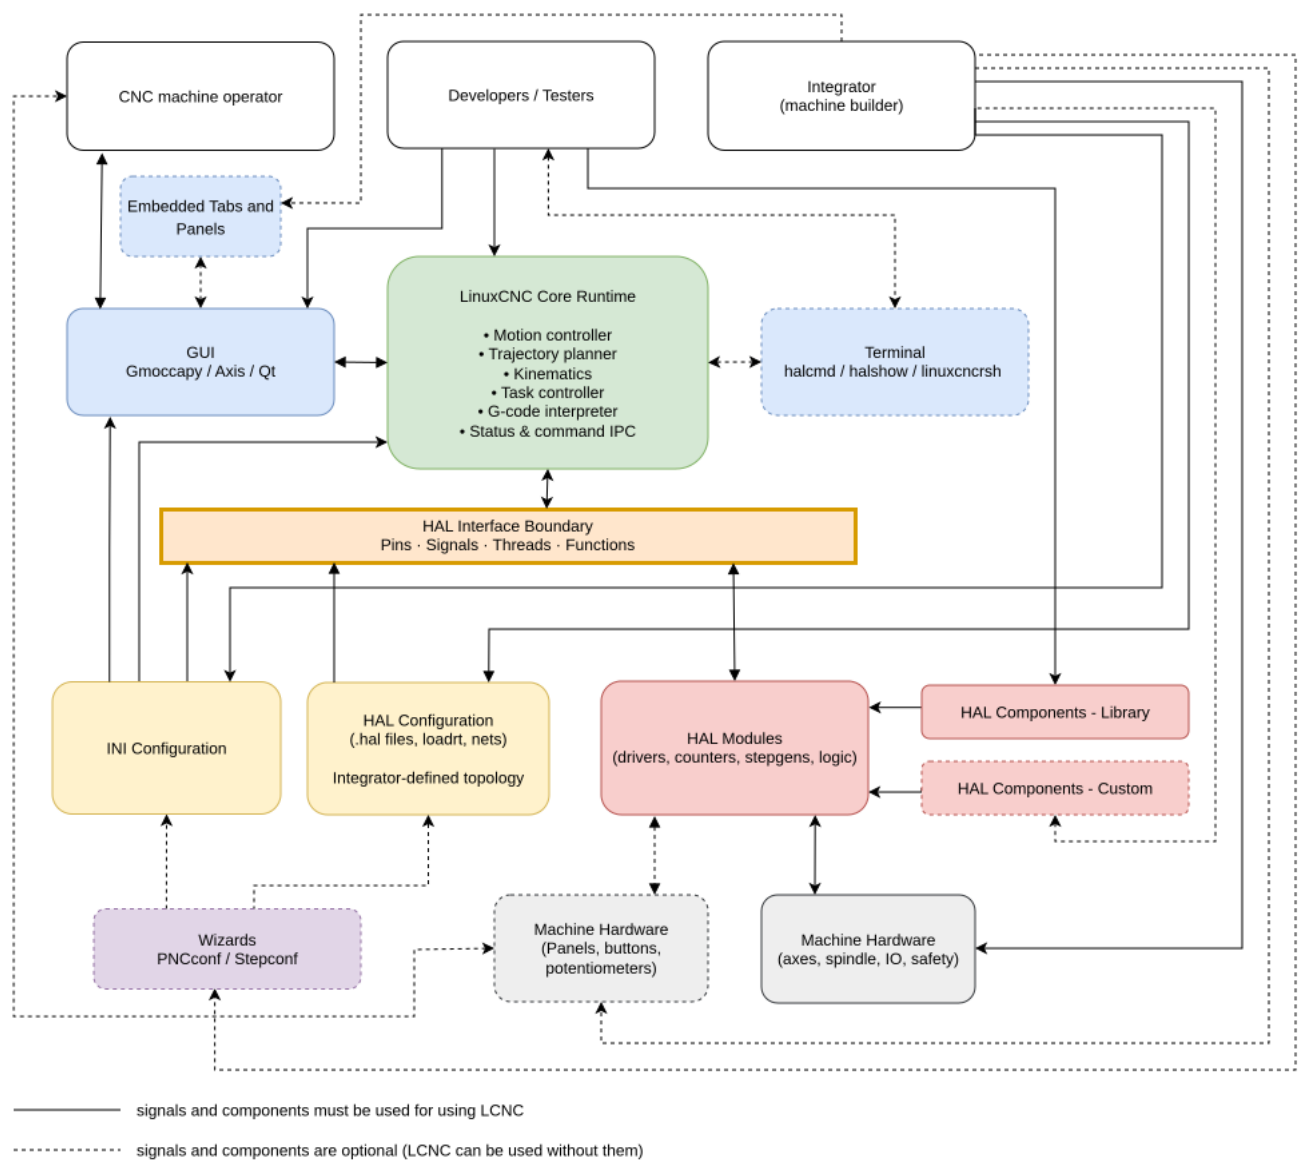 CNC machine operator
Developers / Testers
Integrator
(machine builder)
Embedded Tabs and
Panels
LinuxCNC Core Runtime
• Motion controller
• Trajectory planner
• Kinematics
• Task controller
• G-code interpreter
• Status & command IPC
GUI
Gmoccapy / Axis / Qt
Terminal
halcmd / halshow / linuxcncrsh
HAL Interface Boundary
Pins · Signals · Threads · Functions
INI Configuration
HAL Configuration
(.hal files, loadrt, nets)
Integrator-defined topology
HAL Modules
(drivers, counters, stepgens, logic)
HAL Components - Library
HAL Components - Custom
Wizards
PNCconf / Stepconf
Machine Hardware
(Panels, buttons,
potentiometers)
Machine Hardware
(axes, spindle, IO, safety)
signals and components must be used for using LCNC
signals and components are optional (LCNC can be used without them)